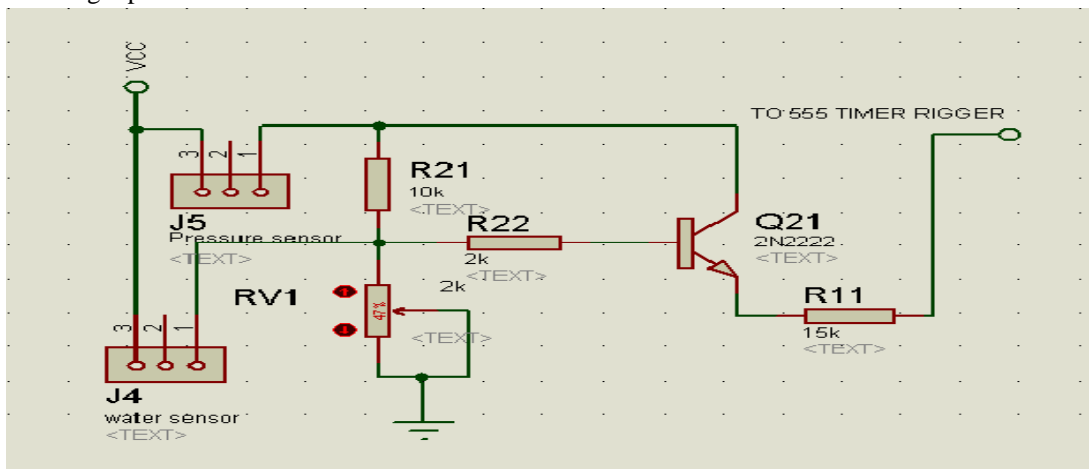 VCC
TO 555 TIMER RIGGER
3 2 1
R21
10k
<TEXT>
J5
Pressure sensor
<TEXT>
R22
2k
<TEXT>
Q21
2N2222
<TEXT>
RV1
2k
47%
<TEXT>
R11
15k
<TEXT>
3 2 1
J4
water sensor
<TEXT>